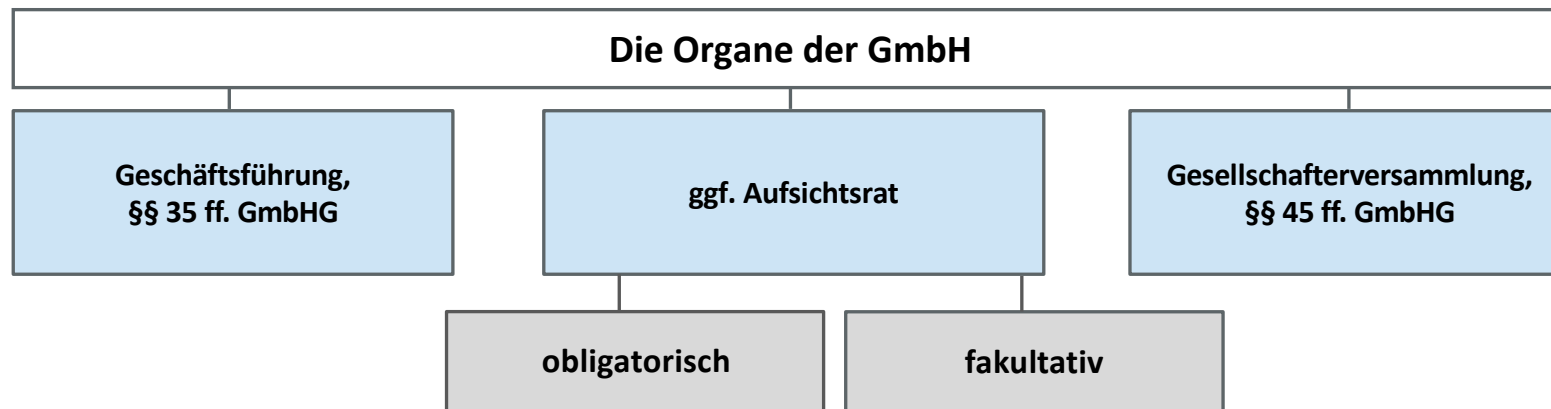 Die Organe der GmbH
Geschäftsführung,
§§ 35 ff. GmbHG
ggf. Aufsichtsrat
Gesellschafterversammlung,
§§ 45 ff. GmbHG
obligatorisch
fakultativ